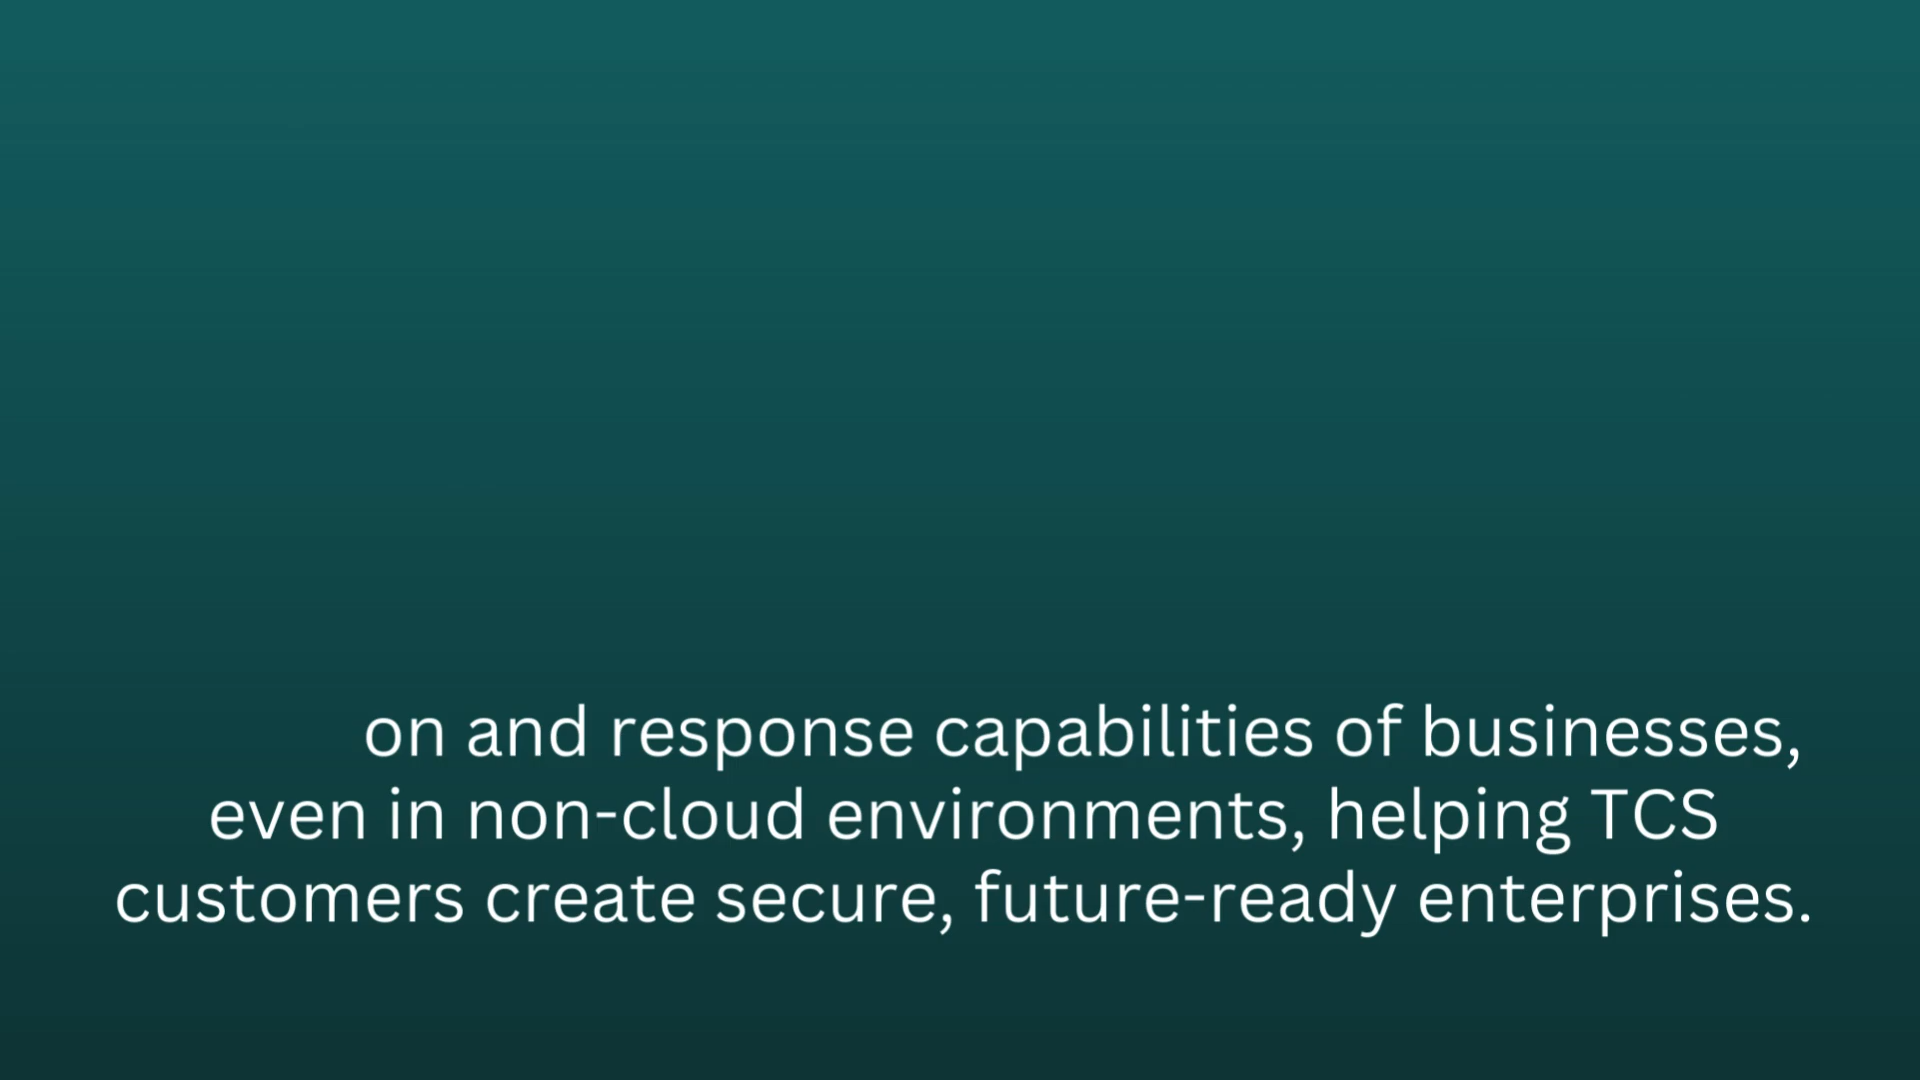 on and response capabilities of businesses,
even in non-cloud environments, helping TCS
customers create secure, future-ready enterprises.